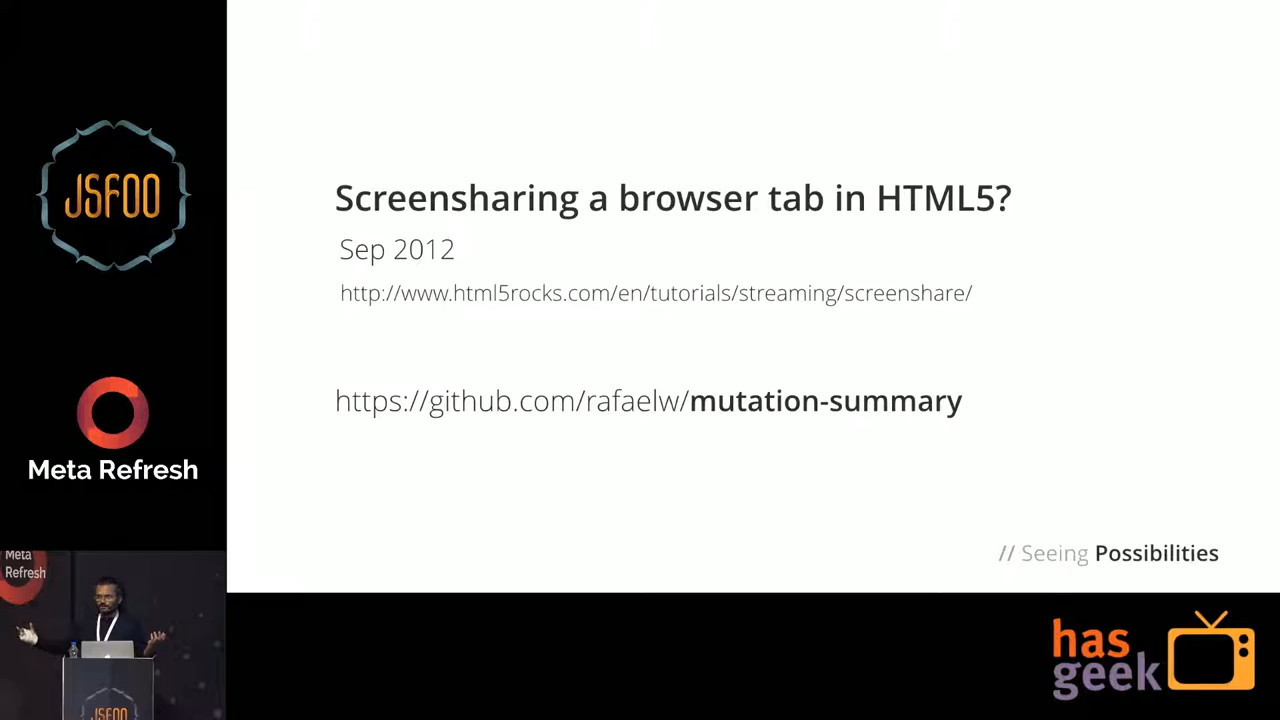 JSFOO
Meta Refresh
Screensharing a browser tab in HTML5?
Sep 2012
http://www.html5rocks.com/en/tutorials/streaming/screenshare/
https://github.com/rafaelw/mutation-summary
// Seeing Possibilities
Meta
Refresh
JSFOO
has
geek